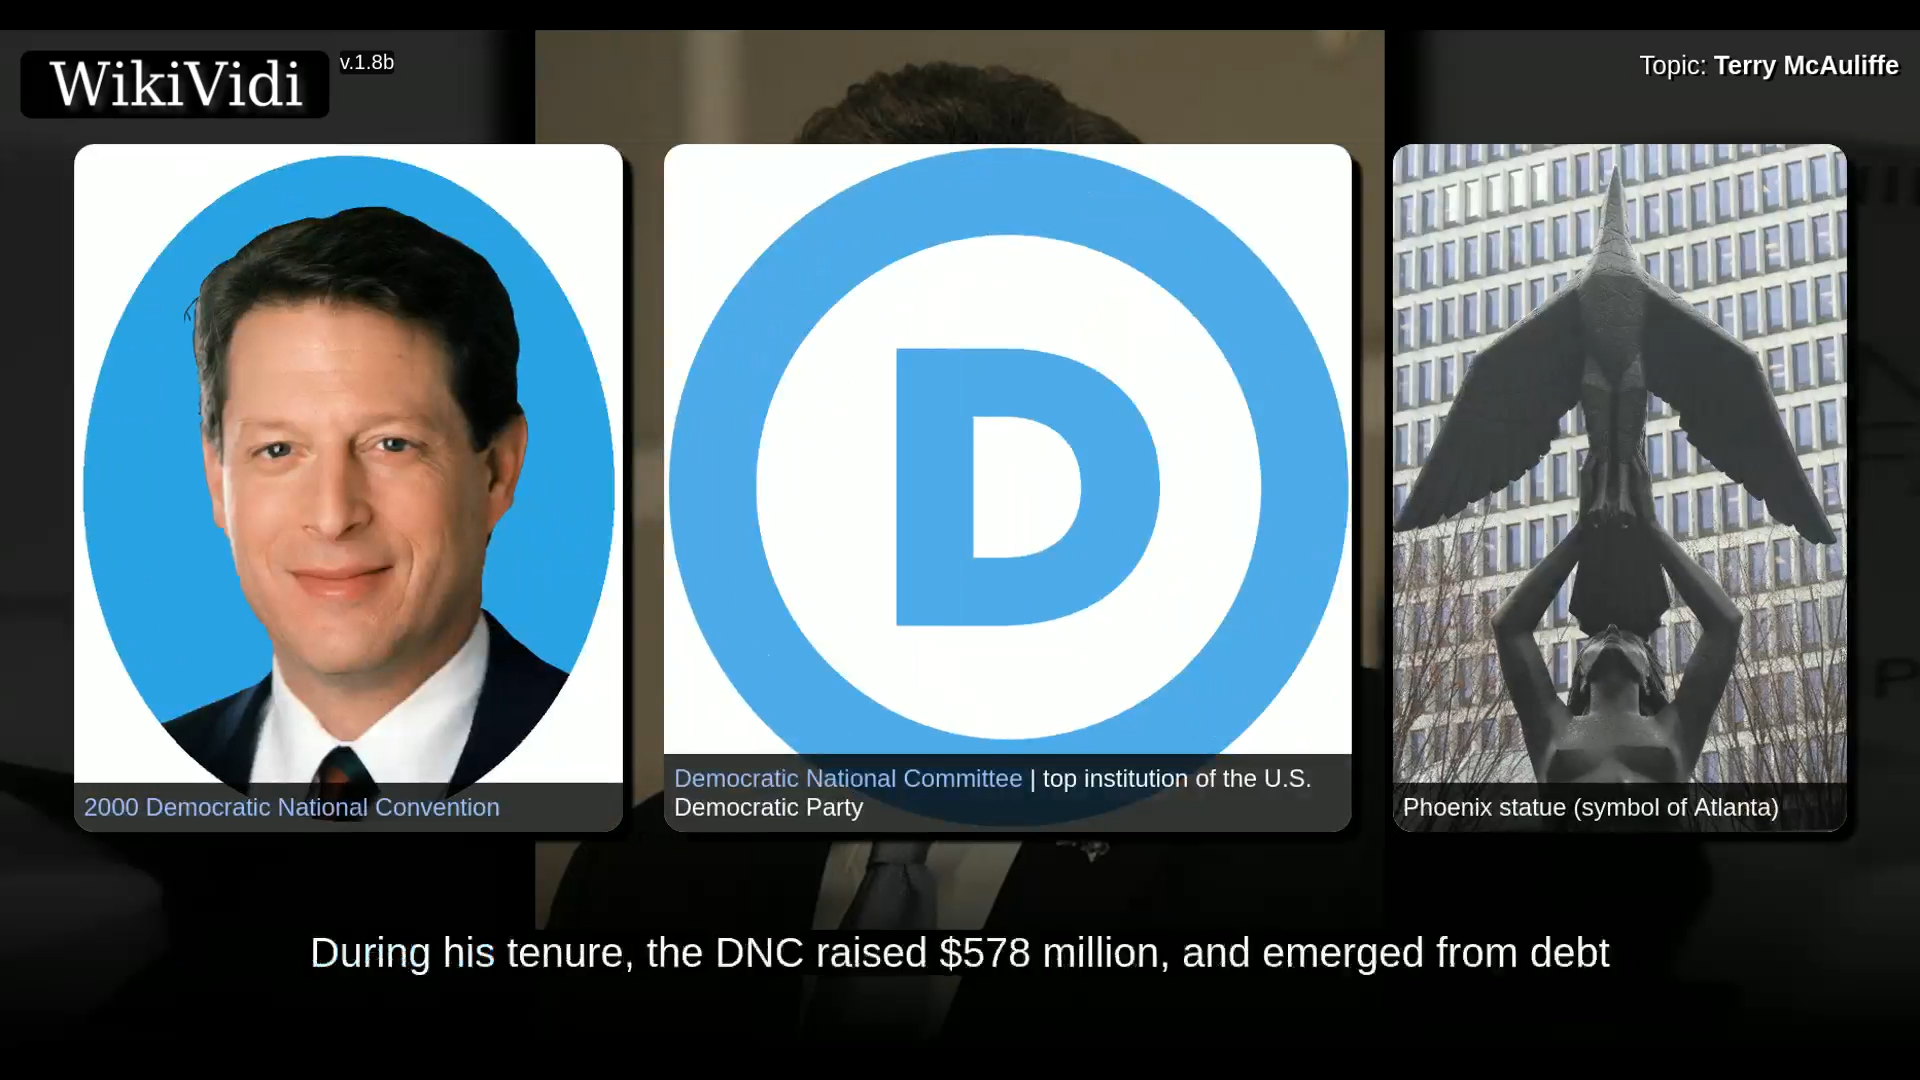 WikiVidi
v.1.8b
Topic: Terry McAuliffe
2000 Democratic National Convention
Democratic National Committee | top institution of the U.S.
Democratic Party
Phoenix statue (symbol of Atlanta)
During his tenure, the DNC raised $578 million, and emerged from debt